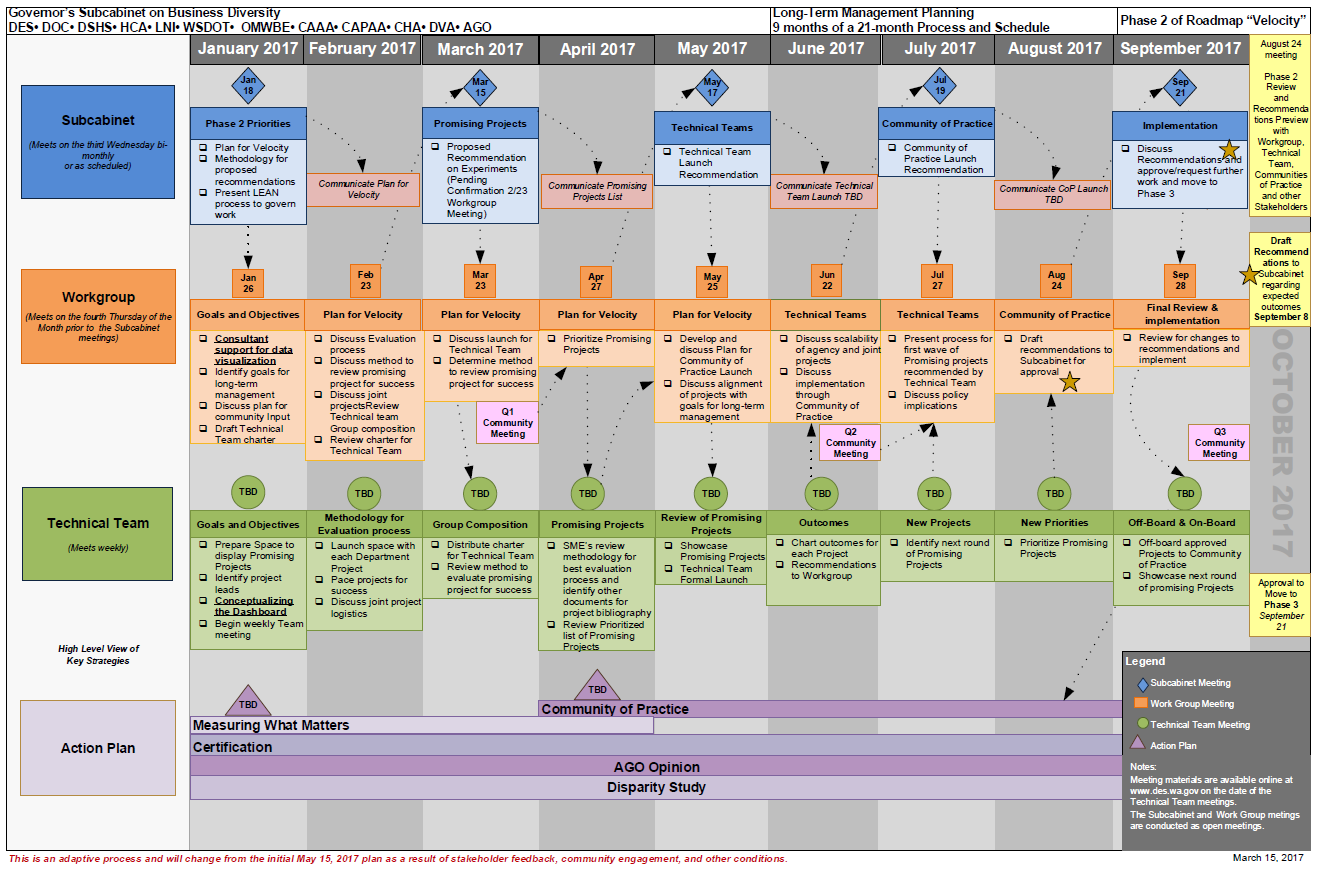 Governor's Subcabinet on Business Diversity
DES• DOC• DSHS• HCA• LNI• WSDOT• OMWBE• CAAA• CAPAA• CHA• DVA• AGO
Long-Term Management Planning
9 months of a 21-month Process and Schedule
Phase 2 of Roadmap “Velocity”
January 2017
February 2017
March 2017
April 2017
May 2017
June 2017
July 2017
August 2017
September 2017
August 24
meeting
Phase 2
Review
and
Recommenda
tions Preview
with
Workgroup,
Technical
Team,
Communities
of Practice
and other
Stakeholders
Subcabinet
(Meets on the third Wednesday bi-
monthly
or as scheduled)
Jan
18
Phase 2 Priorities
Plan for Velocity
Methodology for
proposed
recommendations
Present LEAN
process to govern
work
Communicate Plan for
Velocity
Mar
15
Promising Projects
Proposed
Recommendation
on Experiments
(Pending
Confirmation 2/23
Workgroup
Meeting)
Communicate Promising
Projects List
May
17
Technical Teams
Technical Team
Launch
Recommendation
Communicate Technical
Team Launch TBD
Jul
19
Community of Practice
Community of
Practice Launch
Recommendation
Communicate CoP Launch
TBD
Sep
21
Implementation
Discuss
Recommendations and
approve/request further
work and move to
Phase 3
Draft
Recommend
ations to
Subcabinet
regarding
expected
outcomes
September 8
Workgroup
(Meets on the fourth Thursday of the
Month prior to the Subcabinet
meetings)
Jan
26
Goals and Objectives
Consultant
support for data
visualization
Identify goals for
long-term
management
Discuss plan for
community Input
Draft Technical
Team charter
Feb
23
Plan for Velocity
Discuss Evaluation
process
Discuss method to
review promising
project for success
Discuss joint
projectsReview
Technical team
Group composition
Review charter for
Technical Team
Mar
23
Plan for Velocity
Discuss launch for
Technical Team
Determine method
to review promising
project for success
Q1
Community
Meeting
Apr
27
Plan for Velocity
Prioritize Promising
Projects
May
25
Plan for Velocity
Develop and
discuss Plan for
Community of
Practice Launch
Discuss alignment
of projects with
goals for long-term
management
Jun
22
Technical Teams
Discuss scalability
of agency and joint
projects
Discuss
implementation
through
Community of
Practice
Q2
Community
Meeting
Jul
27
Technical Teams
Present process for
first wave of
Promising projects
recommended by
Technical Team
Discuss policy
implications
Aug
24
Community of Practice
Draft
recommendations to
Subcabinet for
approval
Sep
28
Final Review &
implementation
Review for changes to
recommendations and
implement
Q3
Community
Meeting
OCTOBER 2017
Technical Team
(Meets weekly)
TBD
Goals and Objectives
Prepare Space to
display Promising
Projects
Identify project
leads
Conceptualizing
the Dashboard
Begin weekly Team
meeting
TBD
Methodology for
Evaluation process
Launch space with
each Department
Project
Pace projects for
success
Discuss joint project
logistics
TBD
Group Composition
Distribute charter
for Technical Team
Review method to
evaluate promising
project for success
TBD
Promising Projects
SME's review
methodology for
best evaluation
process and
identify other
documents for
project bibliography
Review Prioritized
list of Promising
Projects
TBD
Review of Promising
Projects
Showcase
Promising Projects
Technical Team
Formal Launch
TBD
Outcomes
Chart outcomes for
each Project
Recommendations
to Workgroup
TBD
New Projects
Identify next round
of Promising
Projects
TBD
New Priorities
Prioritize Promising
Projects
TBD
Off-Board & On-Board
Off-board approved
Projects to Community
of Practice
Showcase next round
of promising Projects
Approval to
Move to
Phase 3
September
21
High Level View of
Key Strategies
Action Plan
TBD
TBD
Community of Practice
Measuring What Matters
Certification
AGO Opinion
Disparity Study
Legend
Subcabinet Meeting
Work Group Meeting
Technical Team Meeting
Action Plan
Notes:
Meeting materials are available online at
www.des.wa.gov on the date of the
Technical Team meetings.
The Subcabinet and Work Group metings
are conducted as open meetings.
This is an adaptive process and will change from the initial May 15, 2017 plan as a result of stakeholder feedback, community engagement, and other conditions.
March 15, 2017